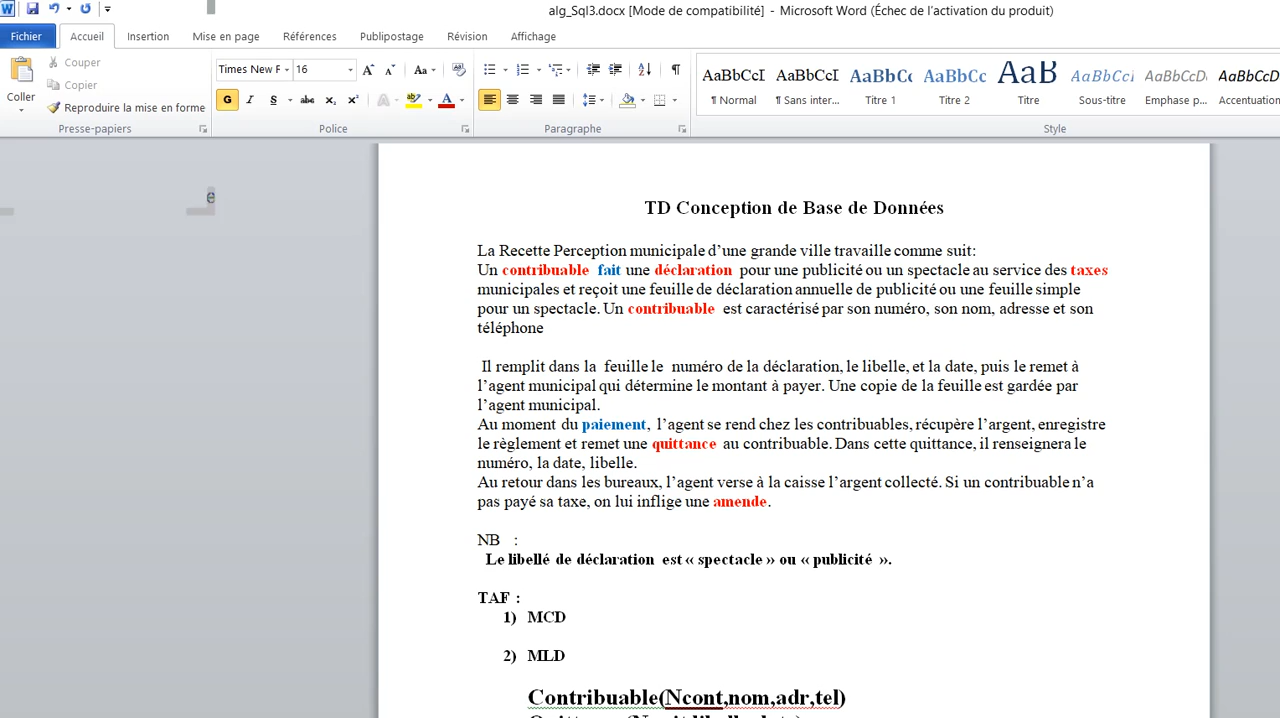 alg_Sql3.docx [Mode de compatibilité] - Microsoft Word (Échec de l'activation du produit)
Fichier Accueil Insertion Mise en page Références Publipostage Révision Affichage
Coller
Couper
Copier
Reproduire la mise en forme
Presse-papiers
Times New F 16
G I S abc x₂ x²
Aa
A
Police
Paragraphe
AaBbCcI AaBbCcI AaBbCc AaBbCc AaB AaBbCcI AaBbCcD AaBbCcD
¶ Normal ¶ Sans inter... Titre 1 Titre 2 Titre Sous-titre Emphase p... Accentuation
Style
e
TD Conception de Base de Données
La Recette Perception municipale d'une grande ville travaille comme suit:
Un contribuable fait une déclaration pour une publicité ou un spectacle au service des taxes
municipales et reçoit une feuille de déclaration annuelle de publicité ou une feuille simple
pour un spectacle. Un contribuable est caractérisé par son numéro, son nom, adresse et son
téléphone
Il remplit dans la feuille le numéro de la déclaration, le libelle, et la date, puis le remet à
l'agent municipal qui détermine le montant à payer. Une copie de la feuille est gardée par
l'agent municipal.
Au moment du paiement, l'agent se rend chez les contribuables, récupère l'argent, enregistre
le règlement et remet une quittance au contribuable. Dans cette quittance, il renseignera le
numéro, la date, libelle.
Au retour dans les bureaux, l'agent verse à la caisse l'argent collecté. Si un contribuable n'a
pas payé sa taxe, on lui inflige une amende.
NB :
Le libellé de déclaration est « spectacle » ou « publicité ».
TAF :
1) MCD
2) MLD
Contribuable(Ncont,nom,adr,tel)